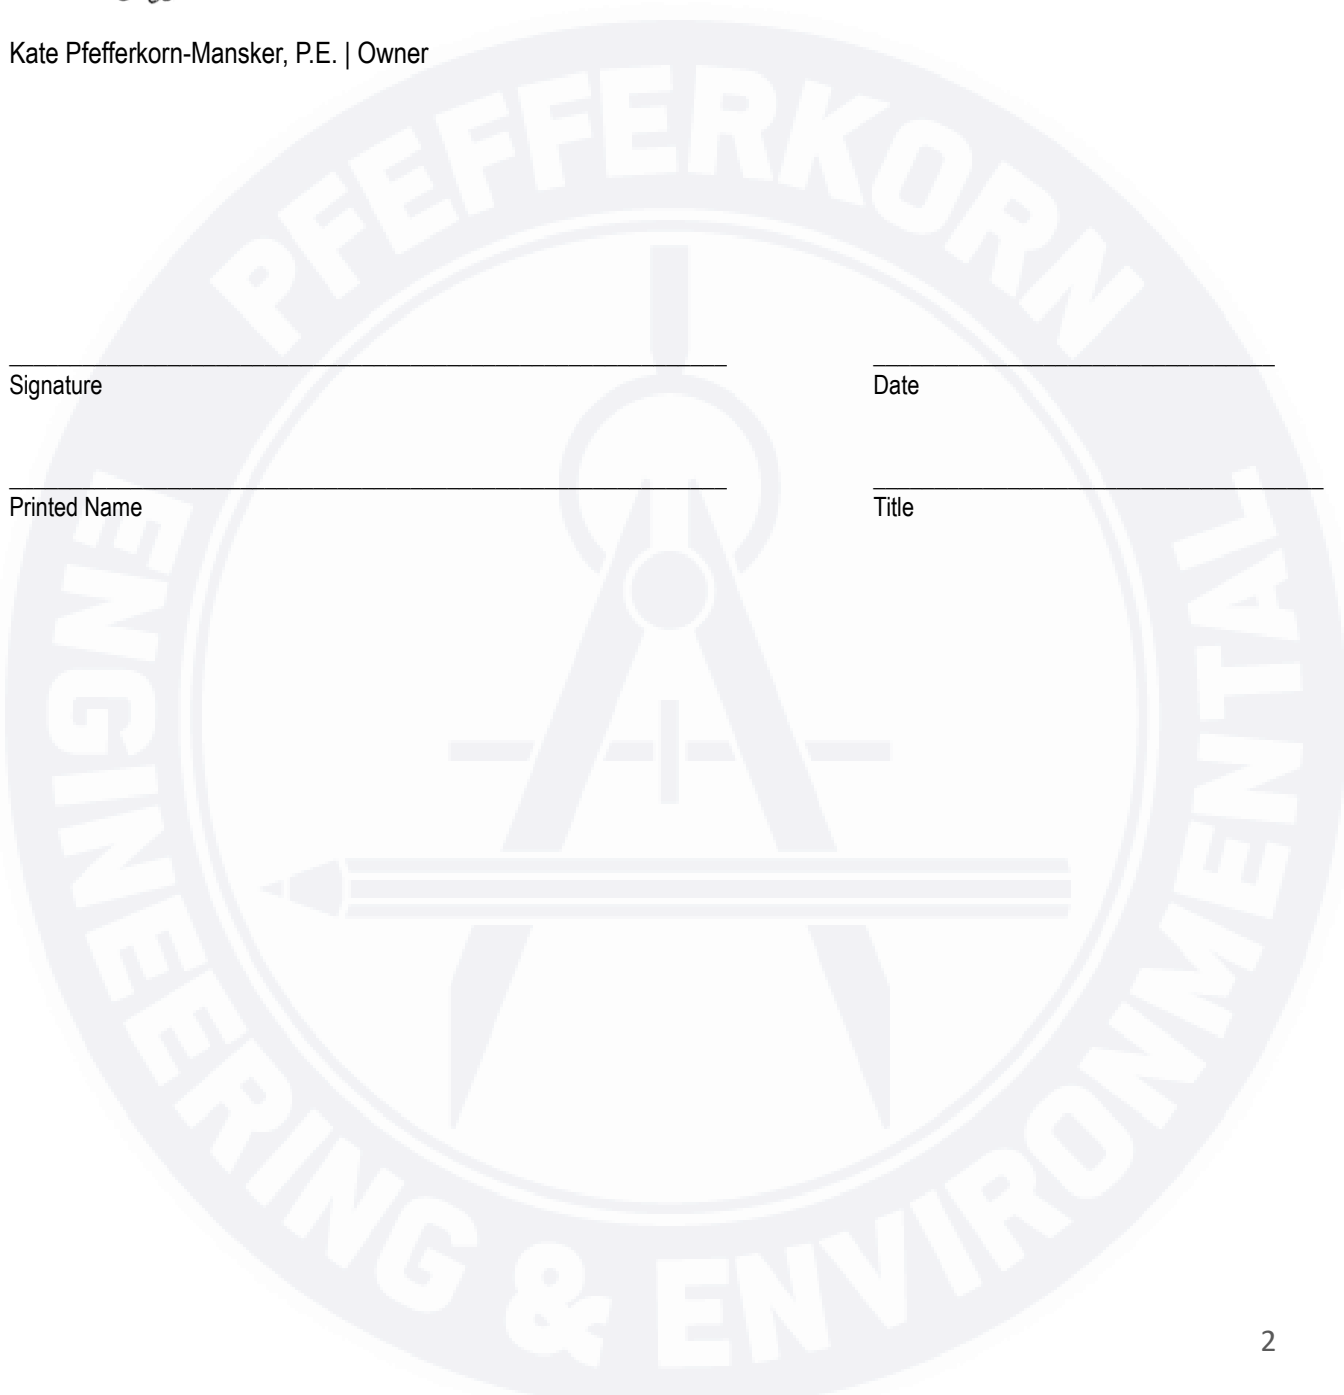 Kate Pfefferkorn-Mansker, P.E. | Owner
Signature
Date
Printed Name
Title
PFEFFERKORN
ENGINEERING & ENVIRONMENTAL
2